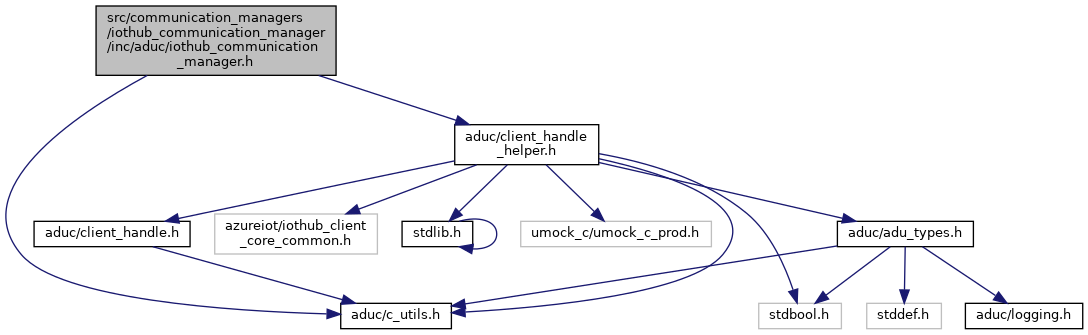 src/communication_managers
/iothub_communication_manager
/inc/aduc/iothub_communication
_manager.h
aduc/client_handle
_helper.h
aduc/client_handle.h
azureiot/iothub_client
_core_common.h
stdlib.h
umock_c/umock_c_prod.h
aduc/adu_types.h
aduc/c_utils.h
stdbool.h
stddef.h
aduc/logging.h